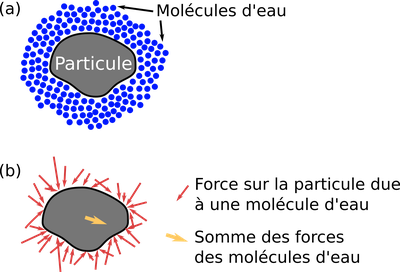 (a)
Molécules d'eau
Particule
(b)
Force sur la particule due
à une molécule d'eau
Somme des forces
des molécules d'eau